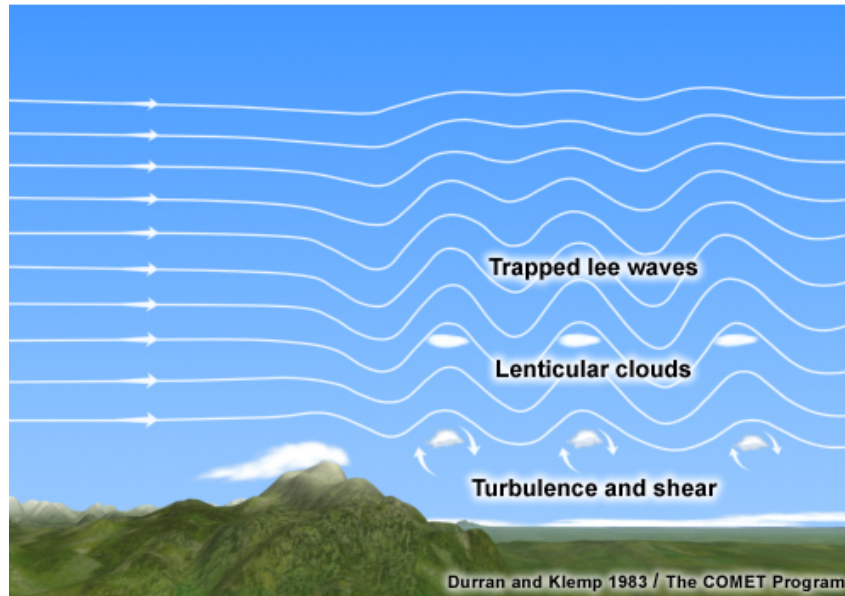 Trapped lee waves
Lenticular clouds
Turbulence and shear
Durran and Klemp 1983 / The COMET Program